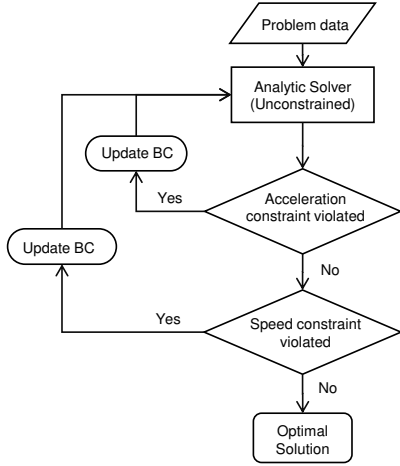 Problem data
Analytic Solver
(Unconstrained)
Update BC
Yes
Acceleration
constraint violated
Update BC
No
Yes
Speed constraint
violated
No
Optimal
Solution